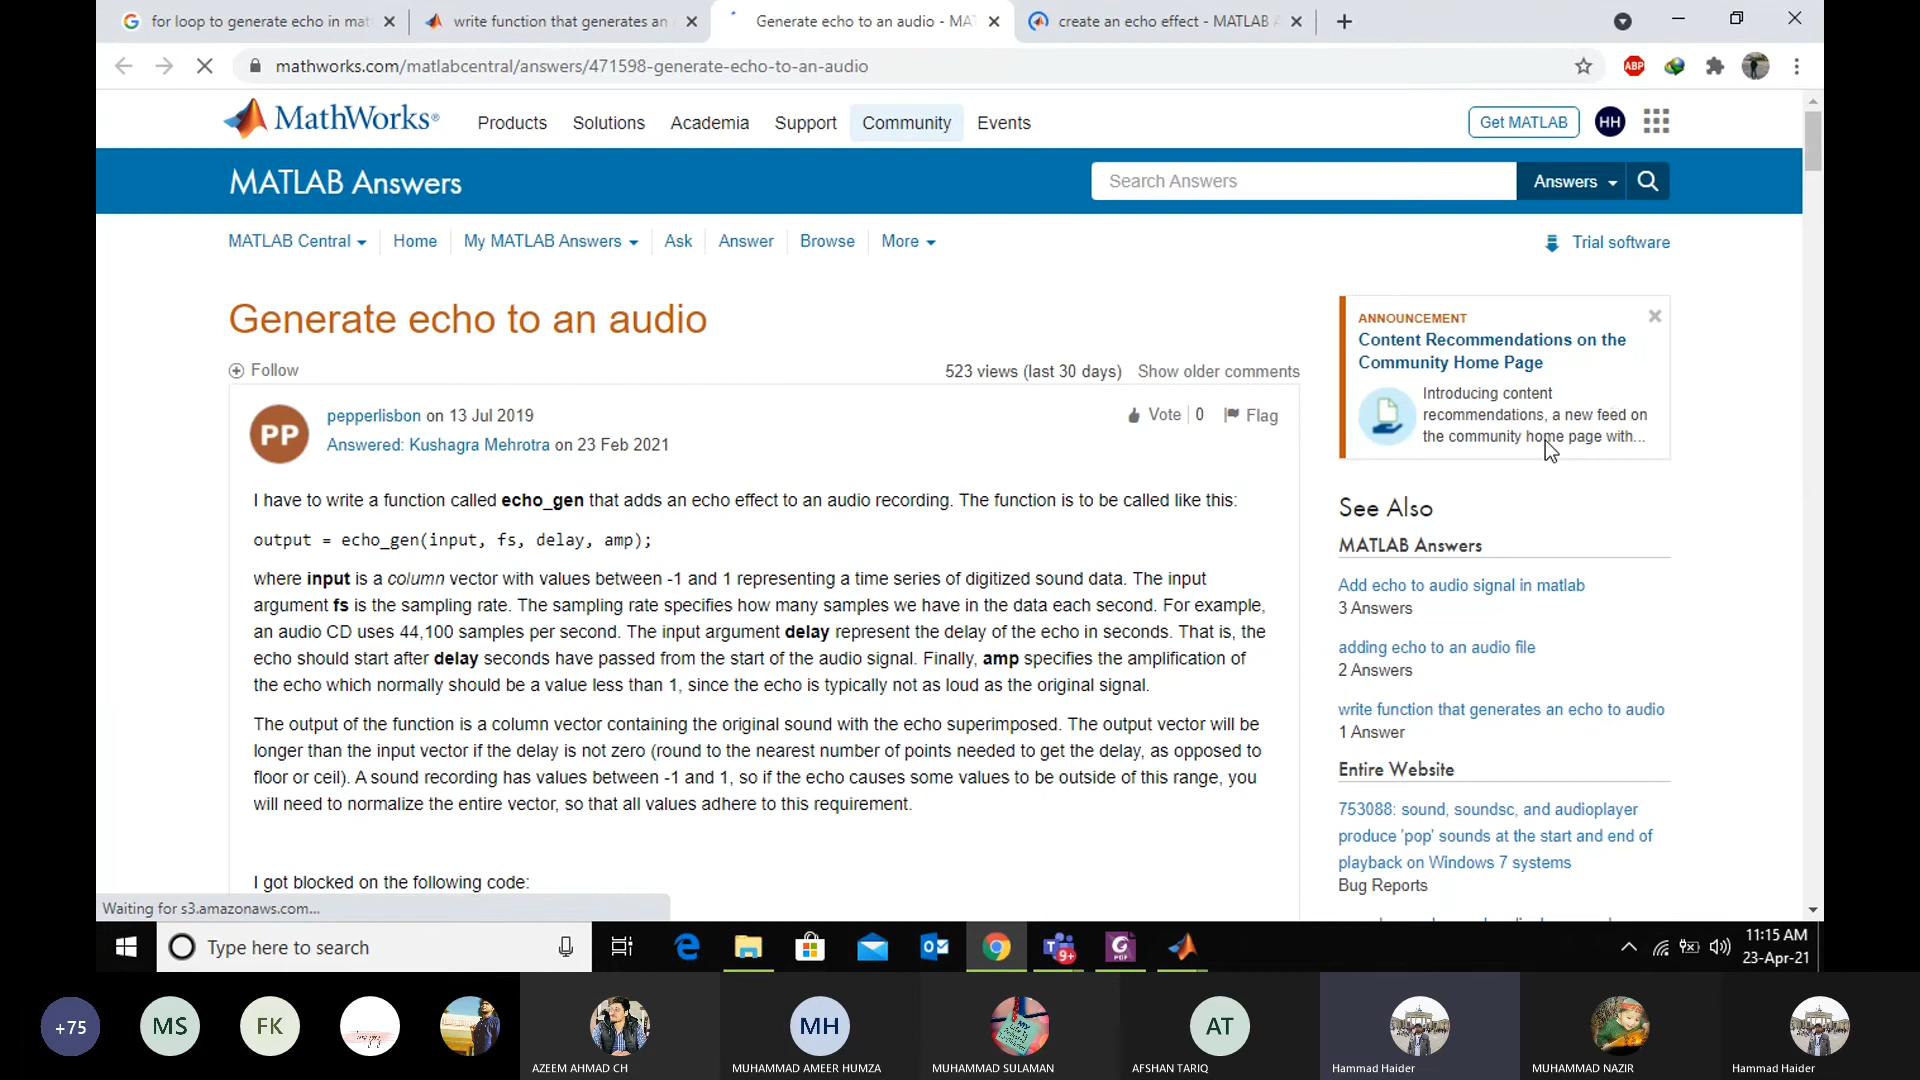 for loop to generate echo in mat
write function that generates an
Generate echo to an audio - MAT
create an echo effect - MATLAB A
mathworks.com/matlabcentral/answers/471598-generate-echo-to-an-audio
ABP
MathWorks®
Products
Solutions
Academia
Support
Community
Events
Get MATLAB
HH
MATLAB Answers
Search Answers
Answers
MATLAB Central
Home
My MATLAB Answers
Ask
Answer
Browse
More
Trial software
Generate echo to an audio
Follow
523 views (last 30 days)
Show older comments
PP
pepperlisbon on 13 Jul 2019
Answered: Kushagra Mehrotra on 23 Feb 2021
Vote
0
Flag
I have to write a function called echo_gen that adds an echo effect to an audio recording. The function is to be called like this:
output = echo_gen(input, fs, delay, amp);
where input is a column vector with values between -1 and 1 representing a time series of digitized sound data. The input
argument fs is the sampling rate. The sampling rate specifies how many samples we have in the data each second. For example,
an audio CD uses 44,100 samples per second. The input argument delay represent the delay of the echo in seconds. That is, the
echo should start after delay seconds have passed from the start of the audio signal. Finally, amp specifies the amplification of
the echo which normally should be a value less than 1, since the echo is typically not as loud as the original signal.
The output of the function is a column vector containing the original sound with the echo superimposed. The output vector will be
longer than the input vector if the delay is not zero (round to the nearest number of points needed to get the delay, as opposed to
floor or ceil). A sound recording has values between -1 and 1, so if the echo causes some values to be outside of this range, you
will need to normalize the entire vector, so that all values adhere to this requirement.
I got blocked on the following code:
ANNOUNCEMENT
Content Recommendations on the
Community Home Page
Introducing content
recommendations, a new feed on
the community home page with...
See Also
MATLAB Answers
Add echo to audio signal in matlab
3 Answers
adding echo to an audio file
2 Answers
write function that generates an echo to audio
1 Answer
Entire Website
753088: sound, soundsc, and audioplayer
produce 'pop' sounds at the start and end of
playback on Windows 7 systems
Bug Reports
Waiting for s3.amazonaws.com...
Type here to search
9+
PDF
11:15 AM
23-Apr-21
+75
MS
FK
AZEEM AHMAD CH
MH
MUHAMMAD AMEER HUMZA
MUHAMMAD SULAMAN
AT
AFSHAN TARIQ
Hammad Haider
MUHAMMAD NAZIR
Hammad Haider